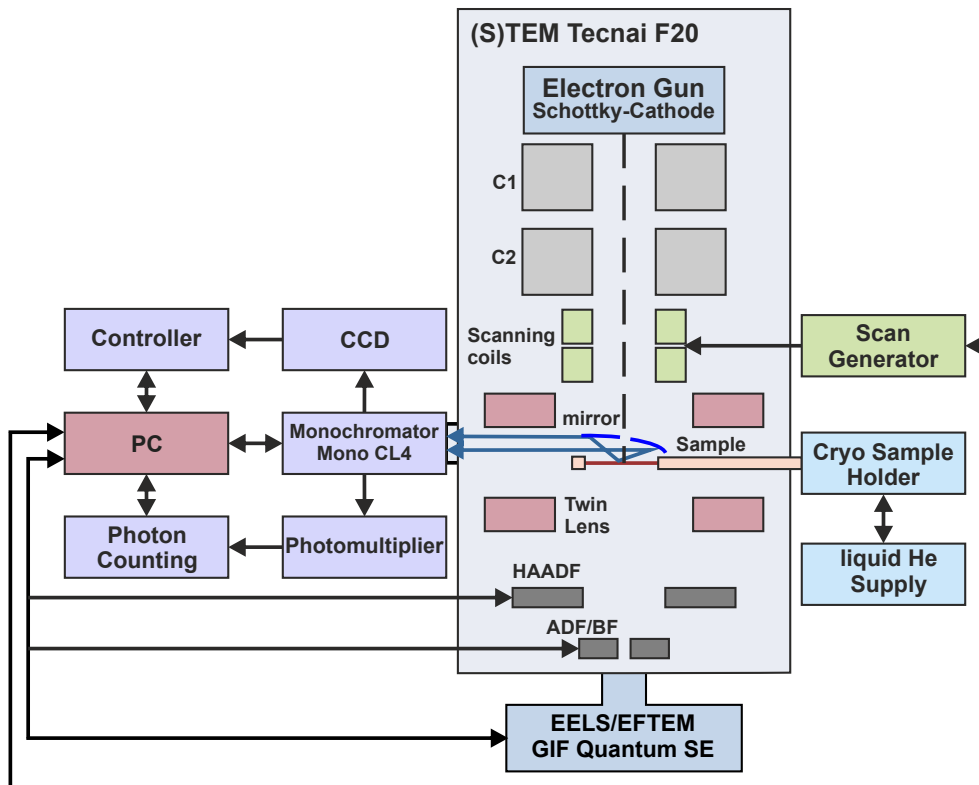 (S)TEM Tecnai F20
Electron Gun
Schottky-Cathode
C1
C2
Scanning
coils
Controller
CCD
Scan
Generator
PC
Monochromator
Mono CL4
mirror
Sample
Cryo Sample
Holder
Twin
Lens
Photon
Counting
Photomultiplier
liquid He
Supply
HAADF
ADF/BF
EELS/EFTEM
GIF Quantum SE